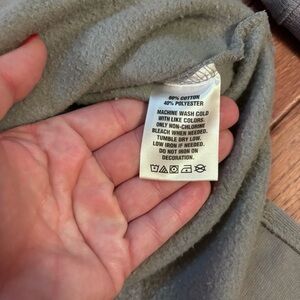 60% COTTON
40% POLYESTER
MACHINE WASH COLD
WITH LIKE COLORS.
ONLY NON-CHLORINE
BLEACH WHEN NEEDED.
TUMBLE DRY LOW.
LOW IRON IF NEEDED.
DO NOT IRON ON
DECORATION.